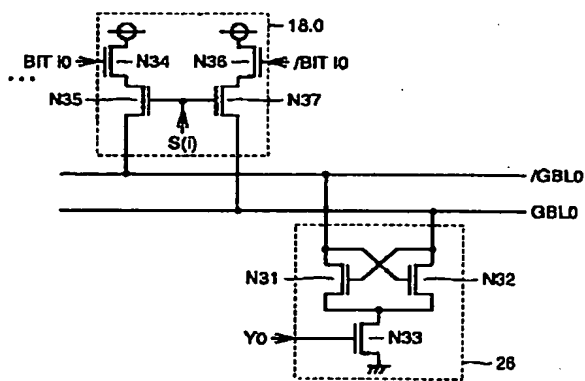 18.0
BIT I0 N34 N36 /BIT I0
...
N35 N37
S(i)
/GBL0
GBL0
N31 N32
Y0 N33
26